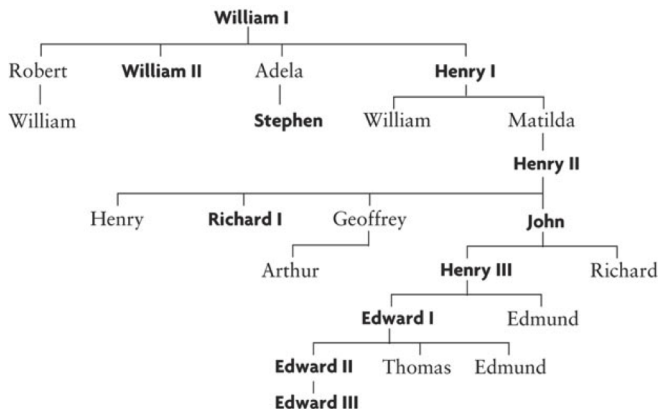 William I
Robert William II Adela Henry I
William Stephen William Matilda
Henry II
Henry Richard I Geoffrey John
Arthur Henry III Richard
Edward I Edmund
Edward II Thomas Edmund
Edward III